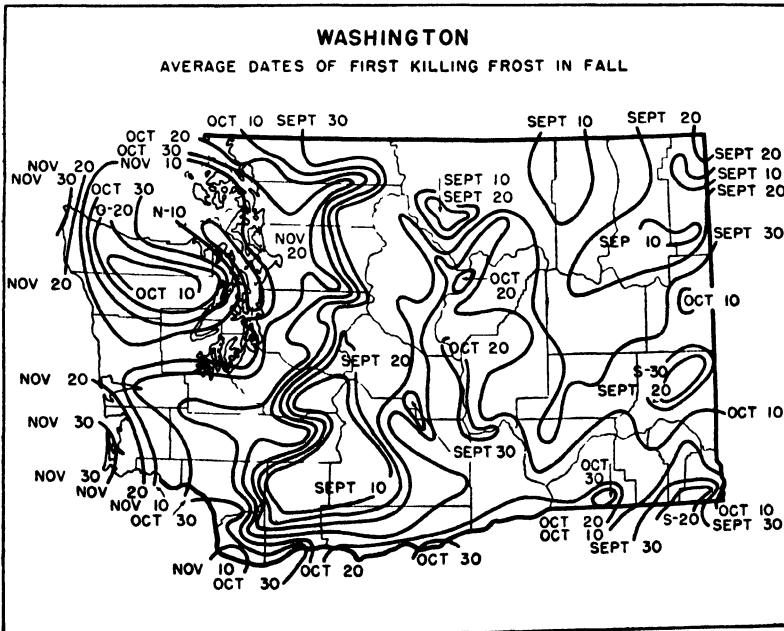 WASHINGTON
AVERAGE DATES OF FIRST KILLING FROST IN FALL
OCT 10 SEPT 30
SEPT 10
SEPT 20
OCT 20
OCT 30
NOV 10
NOV 20
NOV 30
OCT 30
O-20
N-10
NOV 20
SEPT 10
SEPT 20
SEPT 20
SEPT 10
SEPT 20
SEPT 30
SEP 10
NOV 20
OCT 10
OCT 20
OCT 10
SEPT 20
OCT 20
S-30
SEPT 20
NOV 20
NOV 30
OCT 10
SEPT 30
NOV 30
NOV 20
NOV 10
OCT 30
SEPT 10
OCT 30
OCT 20
OCT 10
SEPT 30
S-20
OCT 10
SEPT 30
NOV 10
OCT 30
OCT 20
OCT 30